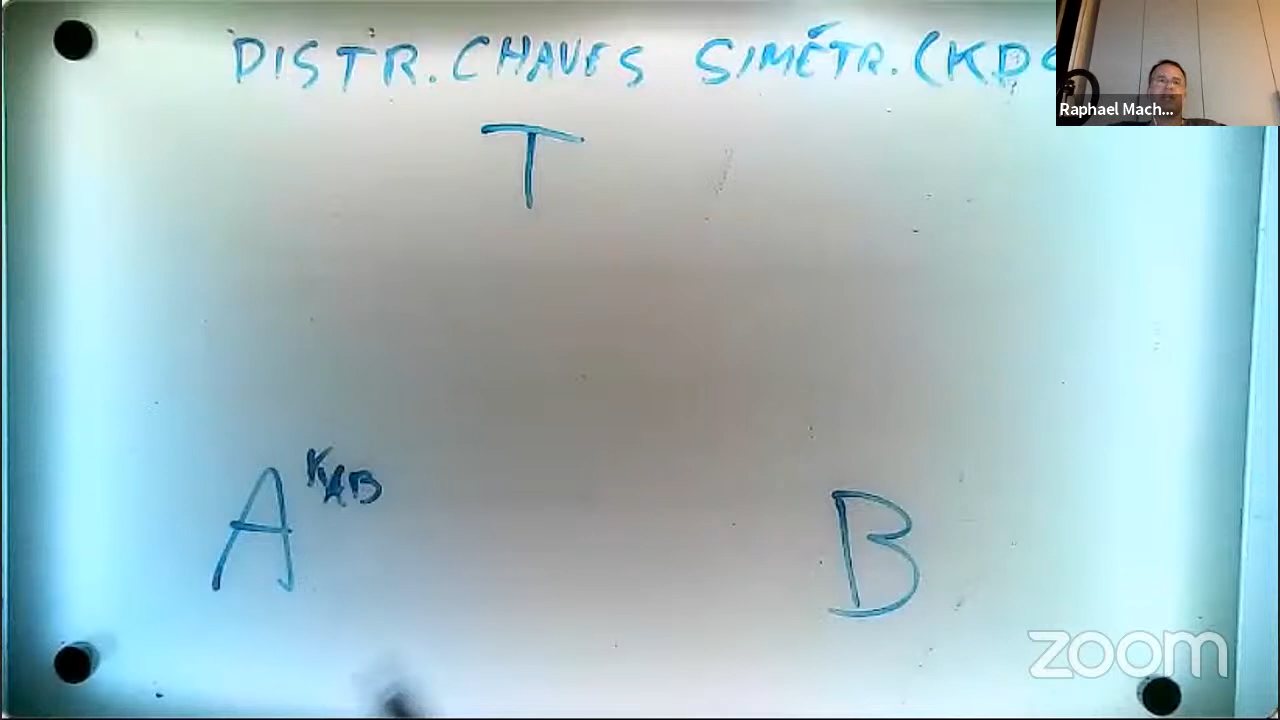 DISTR. CHAVES SIMÉTR. (KD
Raphael Mach...
T
A KAB
B
zoom